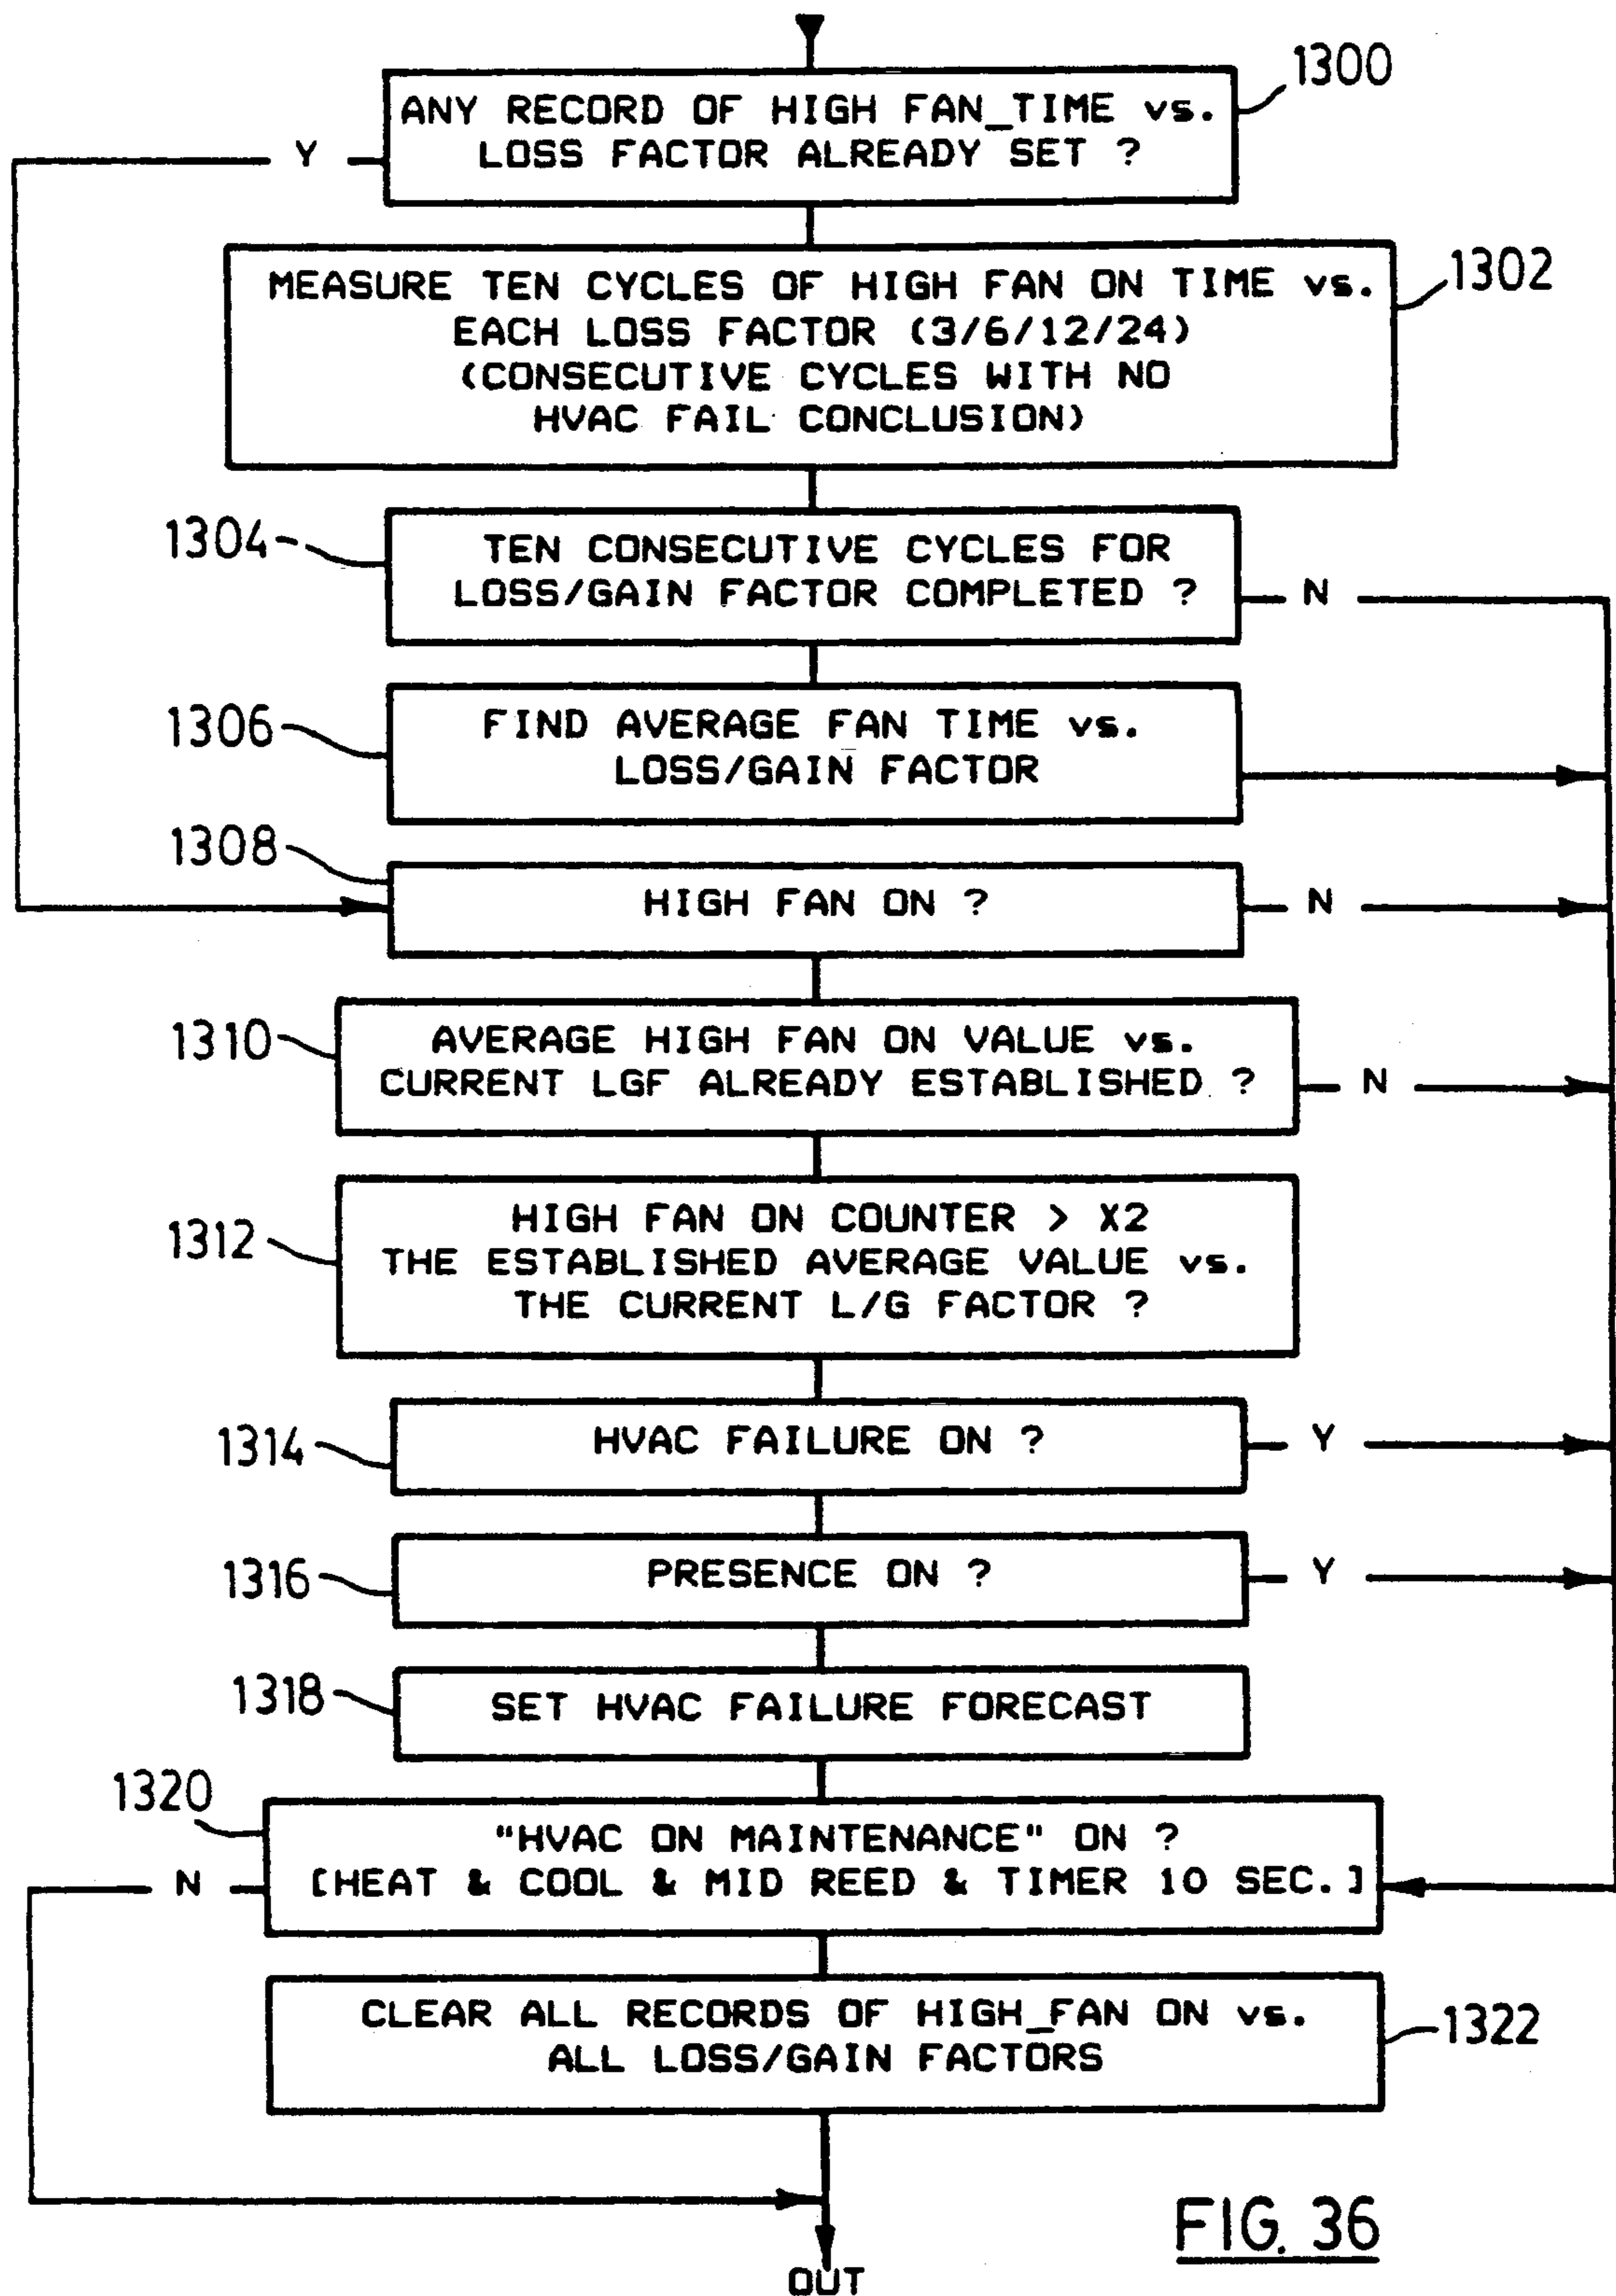 1300
ANY RECORD OF HIGH FAN_TIME vs.
LOSS FACTOR ALREADY SET ?
Y
1302
MEASURE TEN CYCLES OF HIGH FAN ON TIME vs.
EACH LOSS FACTOR (3/6/12/24)
(CONSECUTIVE CYCLES WITH NO
HVAC FAIL CONCLUSION)
1304
TEN CONSECUTIVE CYCLES FOR
LOSS/GAIN FACTOR COMPLETED ?
N
1306
FIND AVERAGE FAN TIME vs.
LOSS/GAIN FACTOR
1308
HIGH FAN ON ?
N
1310
AVERAGE HIGH FAN ON VALUE vs.
CURRENT LGF ALREADY ESTABLISHED ?
N
1312
HIGH FAN ON COUNTER > X2
THE ESTABLISHED AVERAGE VALUE vs.
THE CURRENT L/G FACTOR ?
1314
HVAC FAILURE ON ?
Y
1316
PRESENCE ON ?
Y
1318
SET HVAC FAILURE FORECAST
1320
"HVAC ON MAINTENANCE" ON ?
[HEAT & COOL & MID REED & TIMER 10 SEC.]
N
1322
CLEAR ALL RECORDS OF HIGH_FAN ON vs.
ALL LOSS/GAIN FACTORS
OUT
FIG. 36